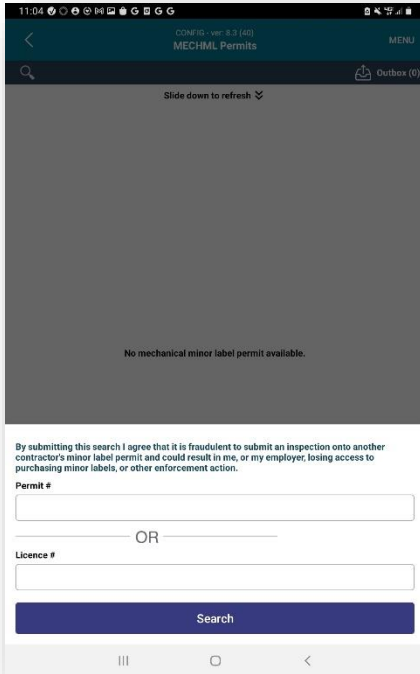 11:04
CONFIG - ver: 8.3 (40)
MECHML Permits
MENU
Outbox (0)
Slide down to refresh
No mechanical minor label permit available.
By submitting this search I agree that it is fraudulent to submit an inspection onto another
contractor's minor label permit and could result in me, or my employer, losing access to
purchasing minor labels, or other enforcement action.
Permit #
OR
Licence #
Search